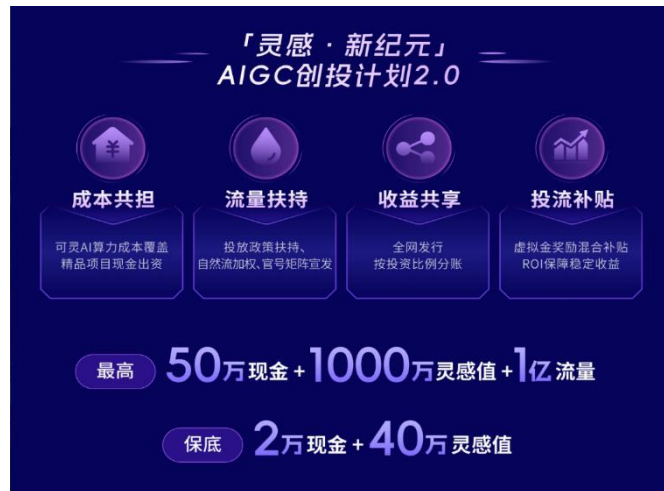 「灵感 · 新纪元」
AIGC创投计划2.0
¥
成本共担
流量扶持
收益共享
投流补贴
可灵AI算力成本覆盖
精品项目现金出资
投放政策扶持、
自然流加权、官号矩阵宣发
全网发行
按投资比例分账
虚拟金奖励混合补贴
ROI保障稳定收益
最高 50万现金+1000万灵感值+1亿流量
保底 2万现金+40万灵感值